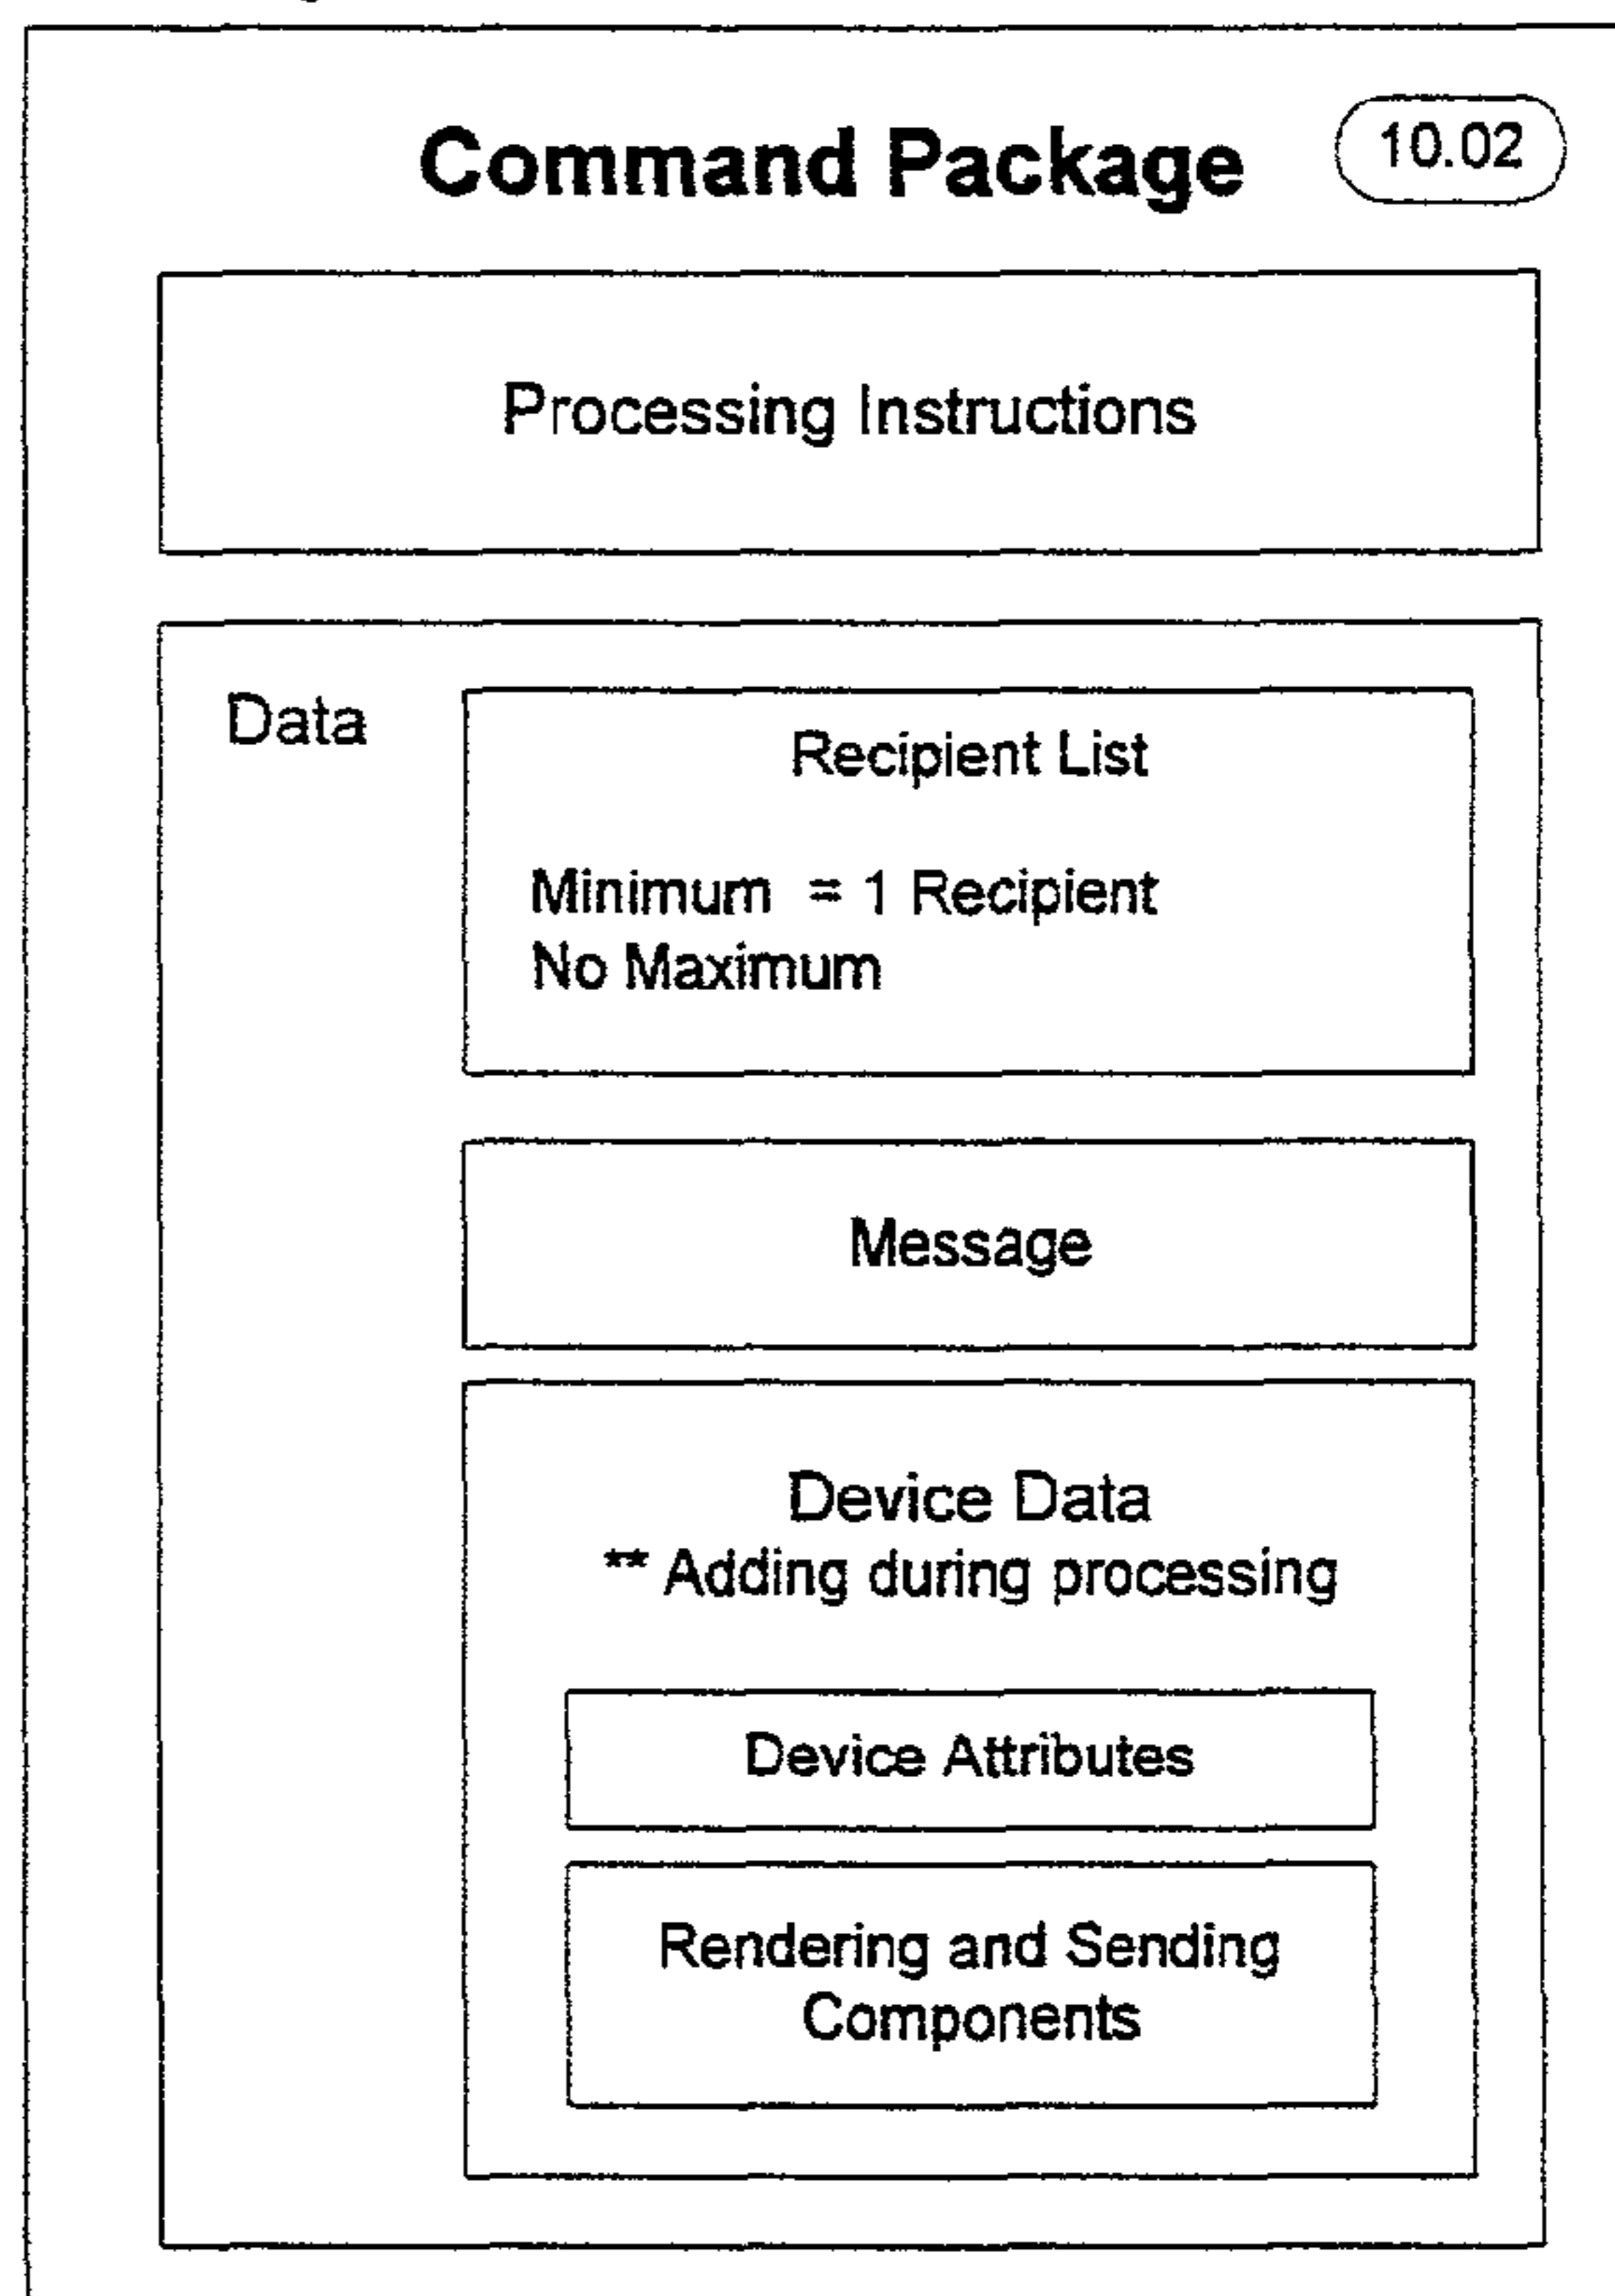 Command Package
10.02
Processing Instructions
Data
Recipient List
Minimum = 1 Recipient
No Maximum
Message
Device Data
** Adding during processing
Device Attributes
Rendering and Sending
Components